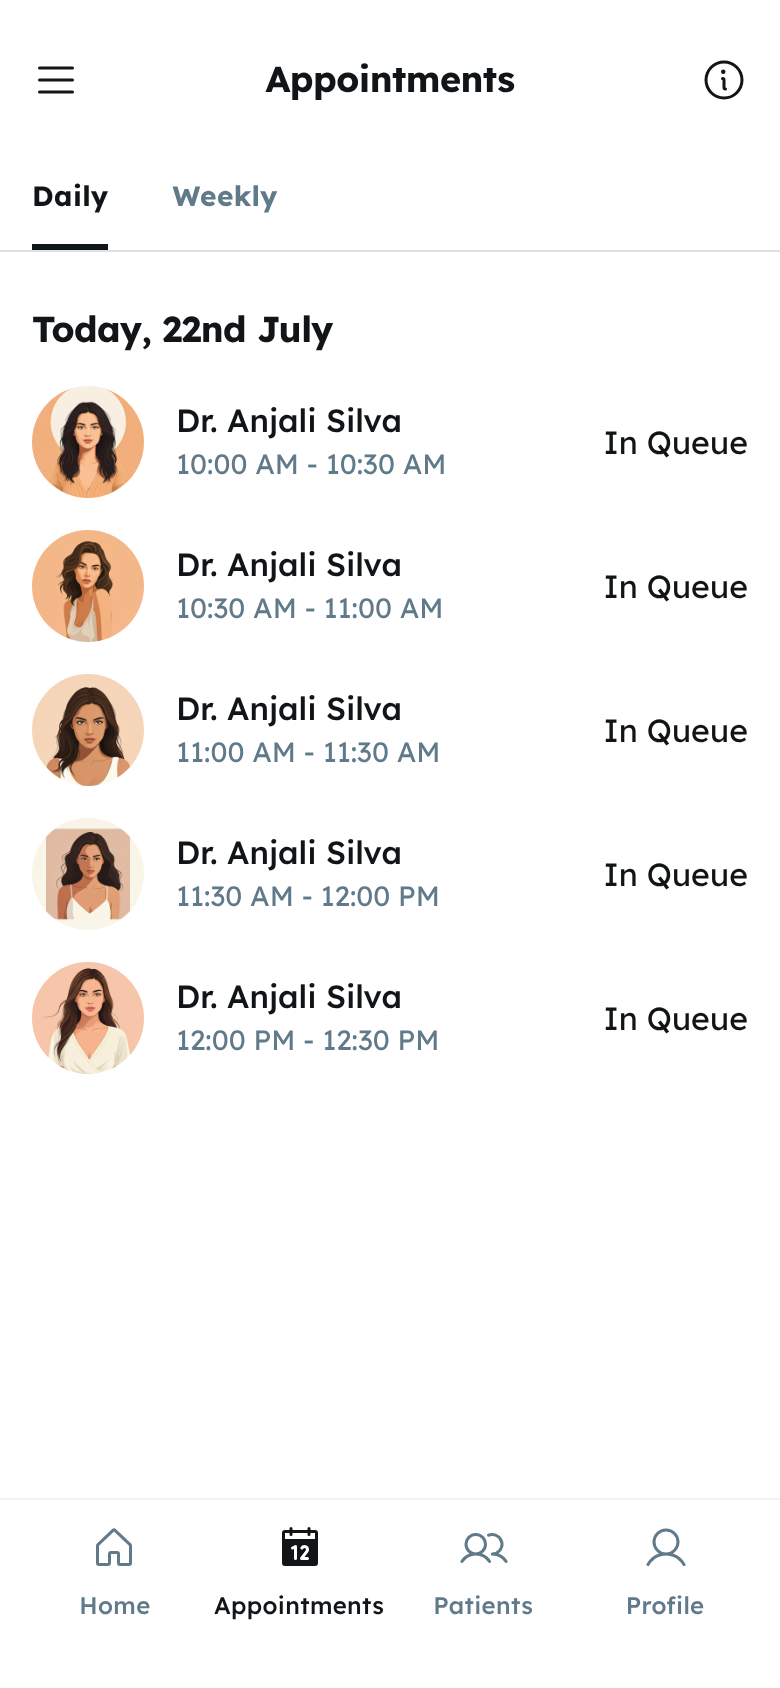 Appointments
Daily Weekly
Today, 22nd July
Dr. Anjali Silva
10:00 AM - 10:30 AM
In Queue
Dr. Anjali Silva
10:30 AM - 11:00 AM
In Queue
Dr. Anjali Silva
11:00 AM - 11:30 AM
In Queue
Dr. Anjali Silva
11:30 AM - 12:00 PM
In Queue
Dr. Anjali Silva
12:00 PM - 12:30 PM
In Queue
12
Home Appointments Patients Profile